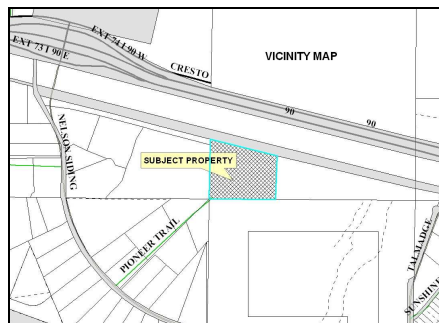 EXT 74 I 90 W
EXT 73 I 90 E
CRESTO
VICINITY MAP
90
90
NELSON SIDING
SUBJECT PROPERTY
PIONEER TRAIL
TALMADGE
SUNSHINE